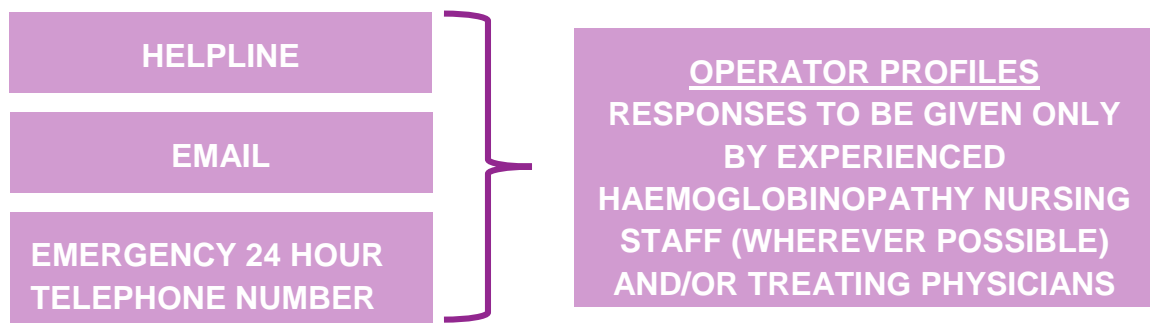 HELPLINE
EMAIL
EMERGENCY 24 HOUR
TELEPHONE NUMBER
OPERATOR PROFILES
RESPONSES TO BE GIVEN ONLY
BY EXPERIENCED
HAEMOGLOBINOPATHY NURSING
STAFF (WHEREVER POSSIBLE)
AND/OR TREATING PHYSICIANS